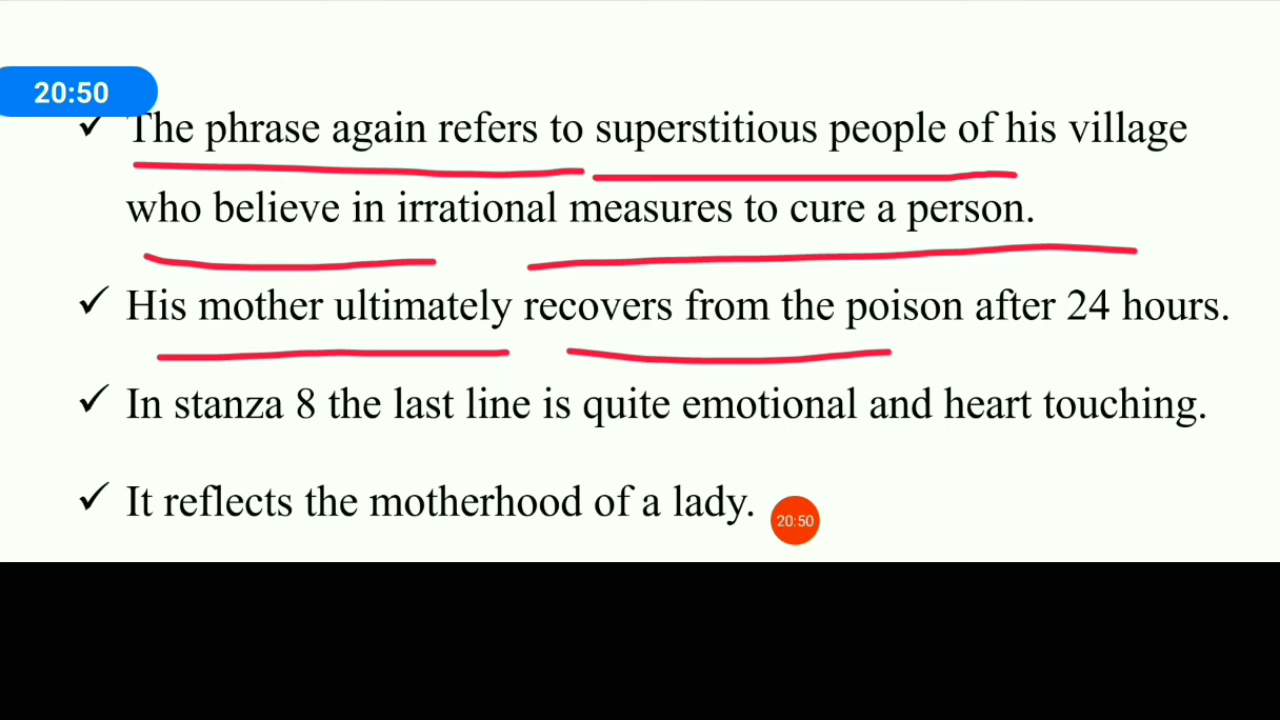 20:50
✓ The phrase again refers to superstitious people of his village
who believe in irrational measures to cure a person.
✓ His mother ultimately recovers from the poison after 24 hours.
✓ In stanza 8 the last line is quite emotional and heart touching.
✓ It reflects the motherhood of a lady.
20:50